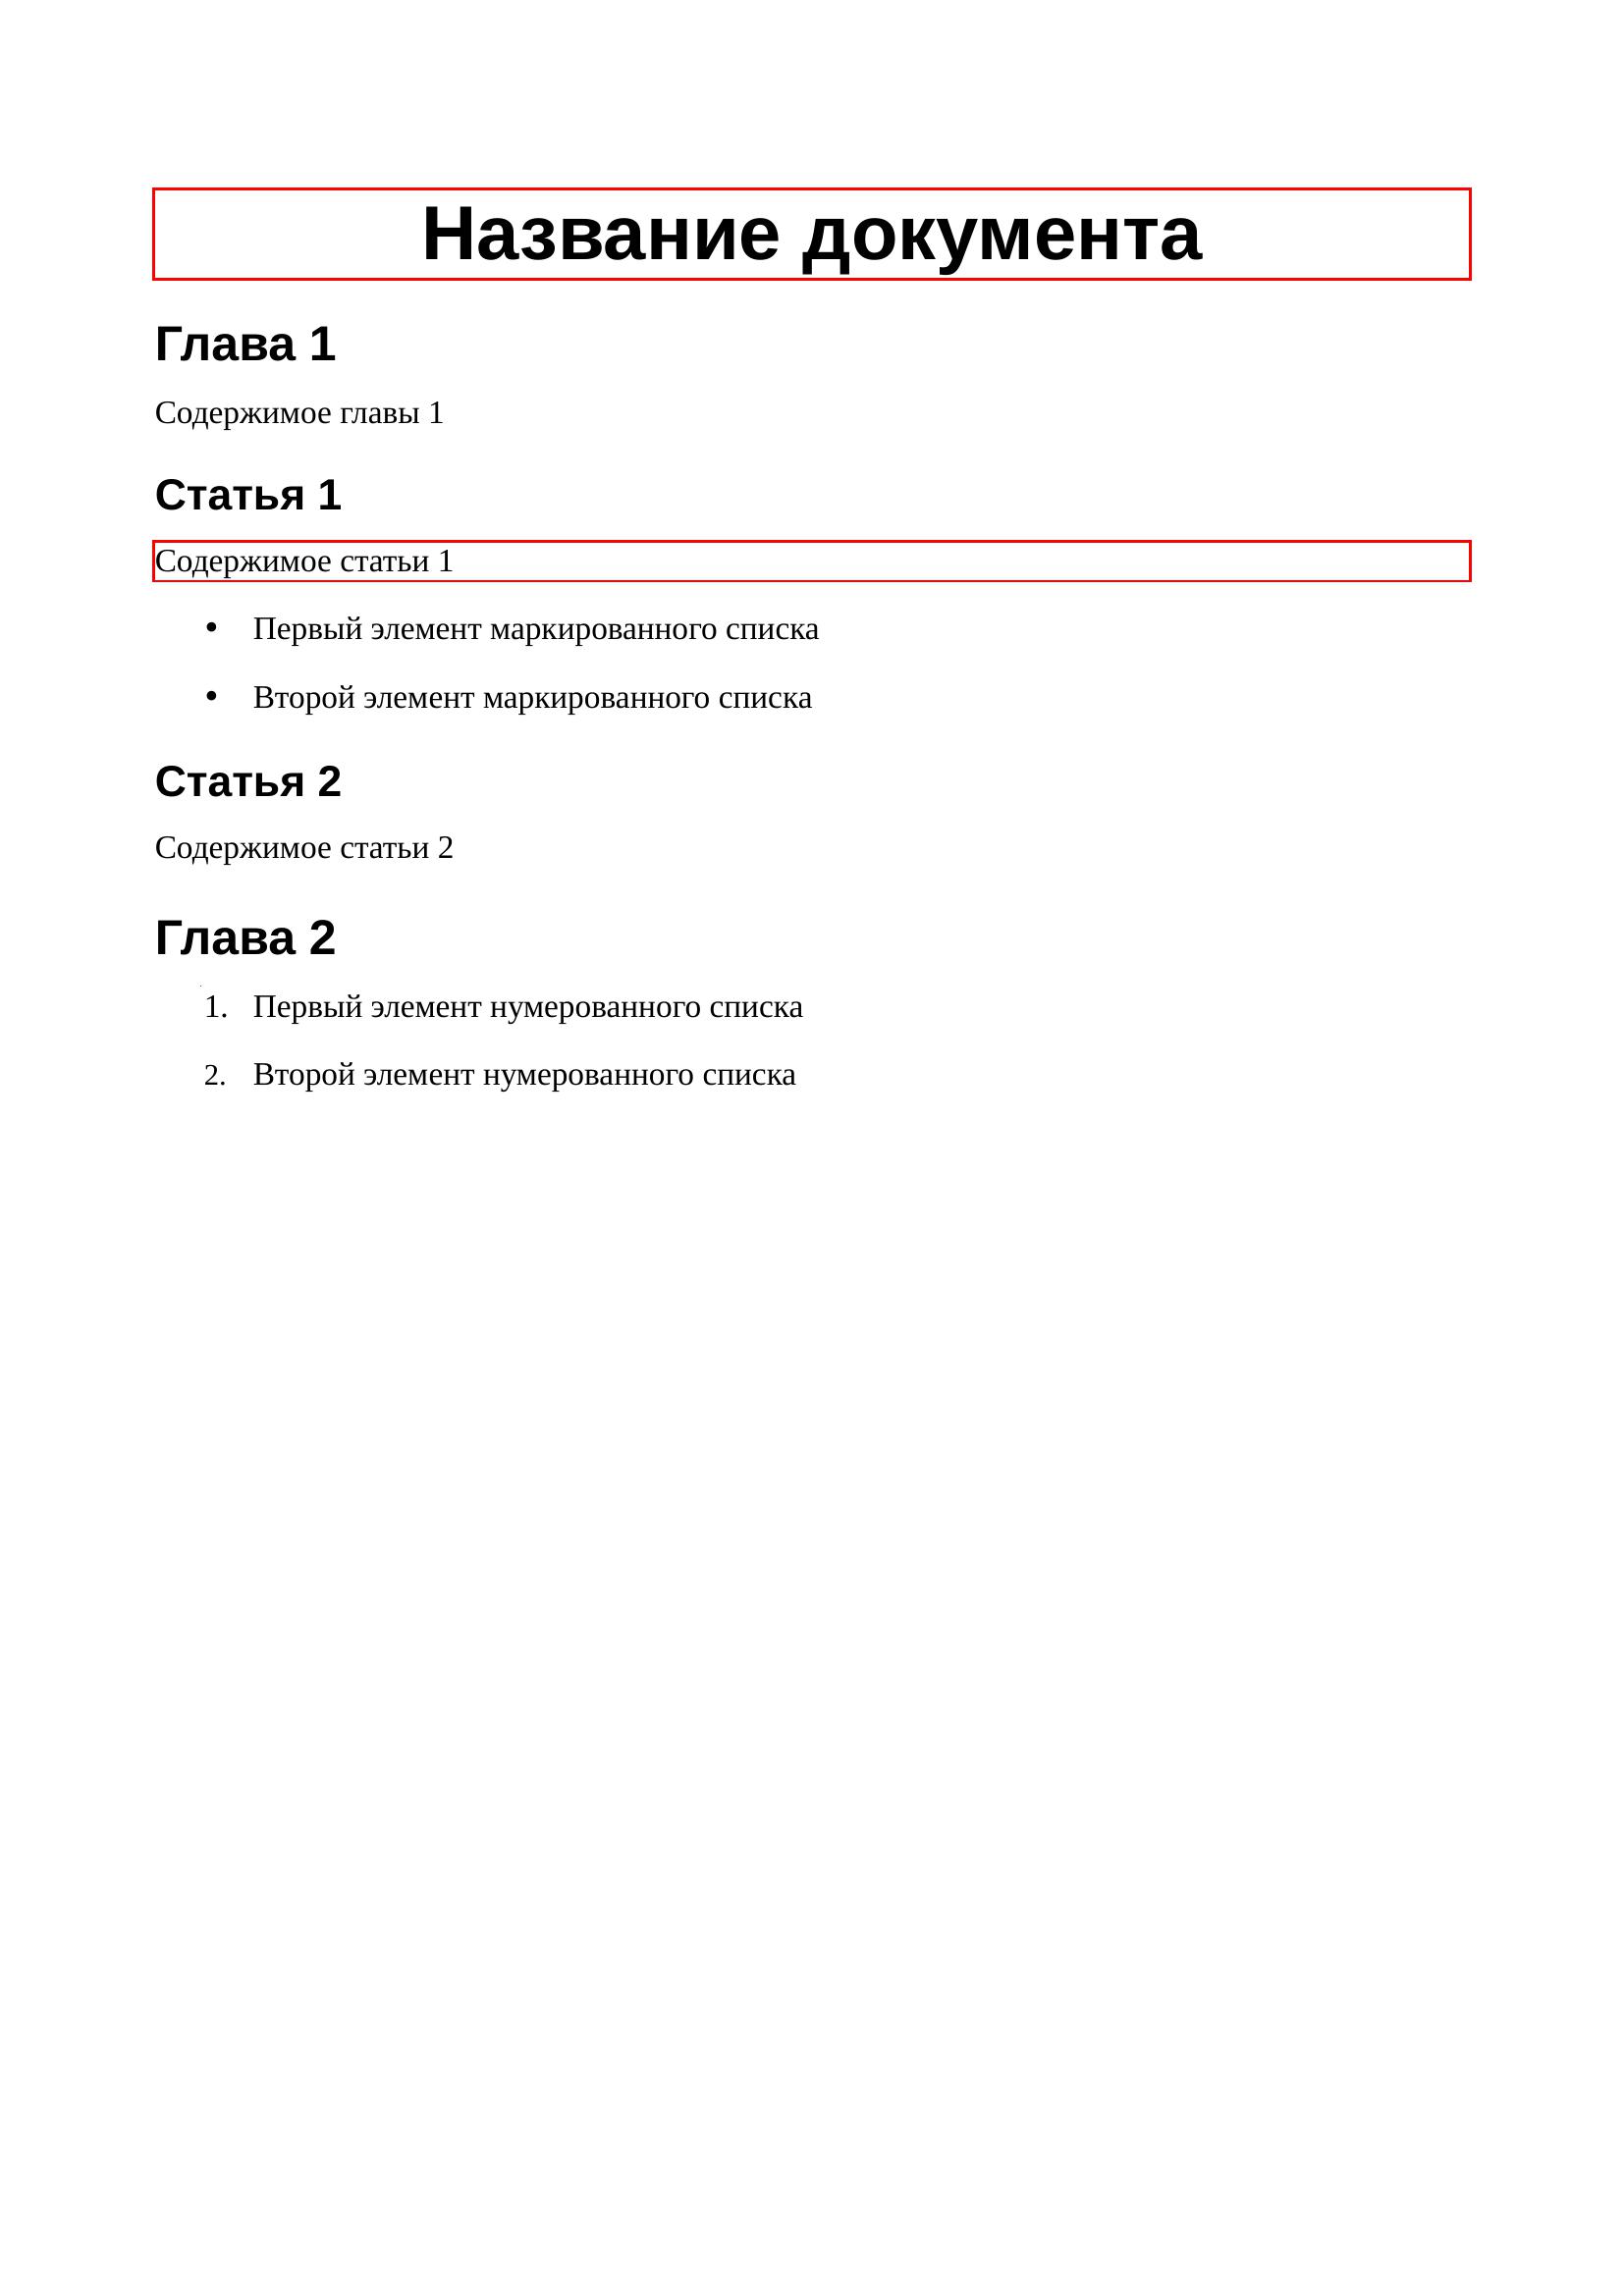 Название документа
Глава 1
Содержимое главы 1
Статья 1
Содержимое статьи 1
• Первый элемент маркированного списка
• Второй элемент маркированного списка
Статья 2
Содержимое статьи 2
Глава 2
1. Первый элемент нумерованного списка
2. Второй элемент нумерованного списка